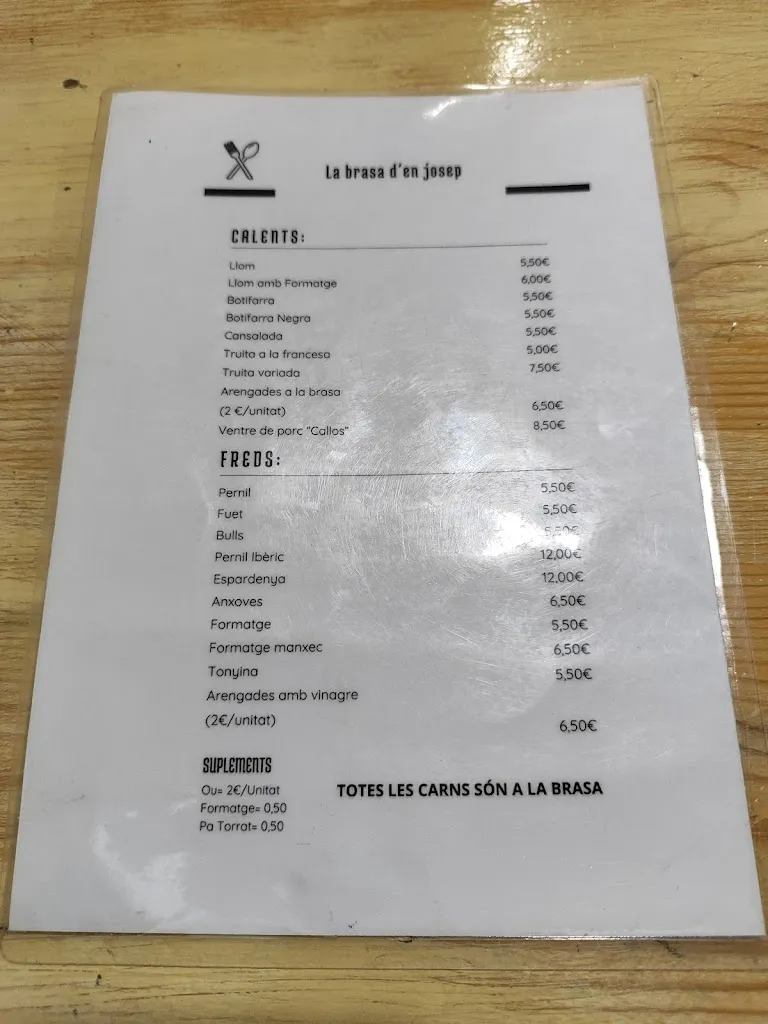 La brasa d'en josep
CALENTS:
Llom 5,50€
Llom amb Formatge 6,00€
Botifarra 5,50€
Botifarra Negra 5,50€
Cansalada 5,50€
Truita a la francesa 5,00€
Truita variada 7,50€
Arengades a la brasa
(2 €/unitat) 6,50€
Ventre de porc "Callos" 8,50€
FREDS:
Pernil 5,50€
Fuet 5,50€
Bulls 5,50€
Pernil Ibèric 12,00€
Espardenya 12,00€
Anxoves 6,50€
Formatge 5,50€
Formatge manxec 6,50€
Tonyina 5,50€
Arengades amb vinagre
(2€/unitat) 6,50€
SUPLEMENTS
Ou= 2€/Unitat
Formatge= 0,50
Pa Torrat= 0,50
TOTES LES CARNS SÓN A LA BRASA